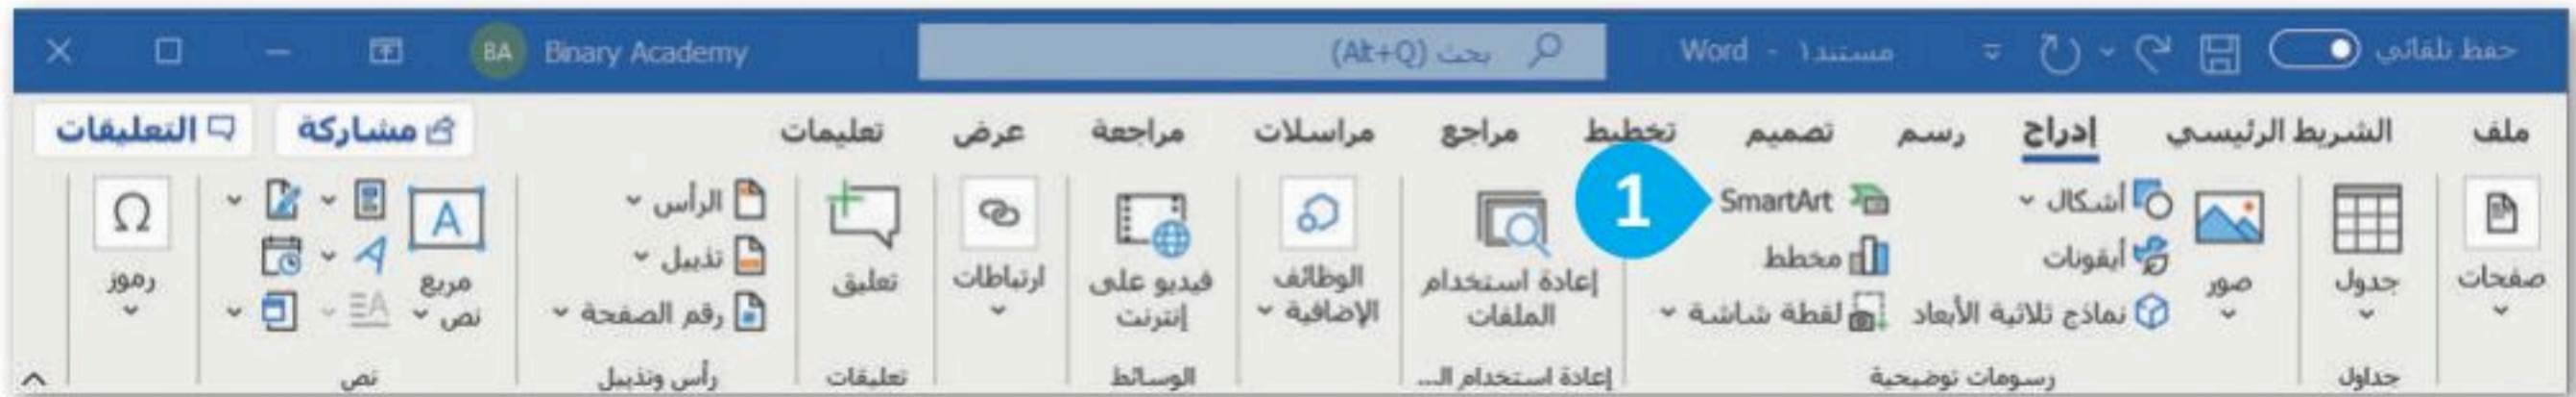 حفظ تلقائي
مستند١ - Word
بحث (Alt+Q)
Binary Academy
BA
ملف
الشريط الرئيسي
إدراج
رسم
تصميم
تخطيط
مراجع
مراسلات
مراجعة
عرض
تعليمات
مشاركة
التعليقات
صفحات
جدول
جداول
صور
أشكال
أيقونات
نماذج ثلاثية الأبعاد
SmartArt
1
مخطط
لقطة شاشة
رسومات توضيحية
إعادة استخدام
الملفات
إعادة استخدام الـ...
الوظائف
الإضافية
فيديو على
إنترنت
الوسائط
ارتباطات
تعليق
تعليقات
الرأس
تذييل
رقم الصفحة
رأس وتذييل
A
مربع
نص
A
A
نص
Ω
رموز